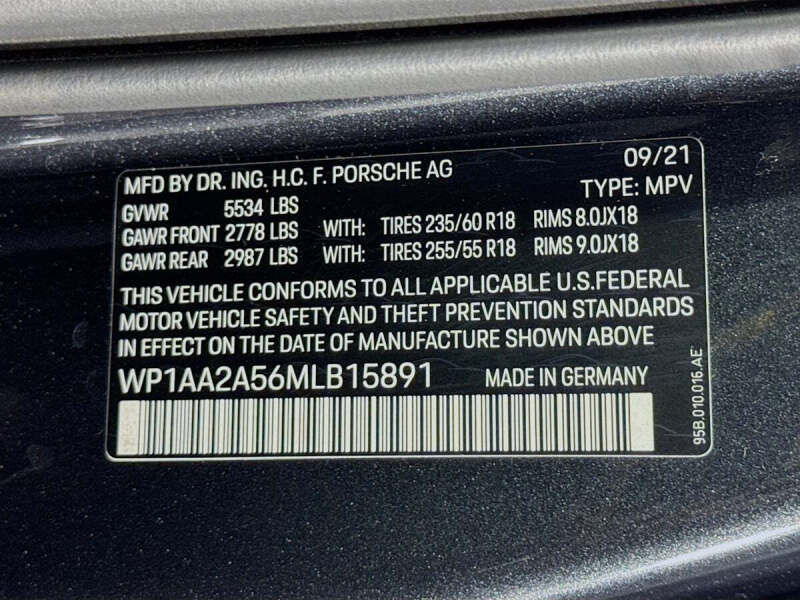 MFD BY DR. ING. H.C. F. PORSCHE AG 09/21
TYPE: MPV
GVWR 5534 LBS
GAWR FRONT 2778 LBS WITH: TIRES 235/60 R18 RIMS 8.0JX18
GAWR REAR 2987 LBS WITH: TIRES 255/55 R18 RIMS 9.0JX18
THIS VEHICLE CONFORMS TO ALL APPLICABLE U.S.FEDERAL
MOTOR VEHICLE SAFETY AND THEFT PREVENTION STANDARDS
IN EFFECT ON THE DATE OF MANUFACTURE SHOWN ABOVE
WP1AA2A56MLB15891 MADE IN GERMANY
95B.010.016.AE